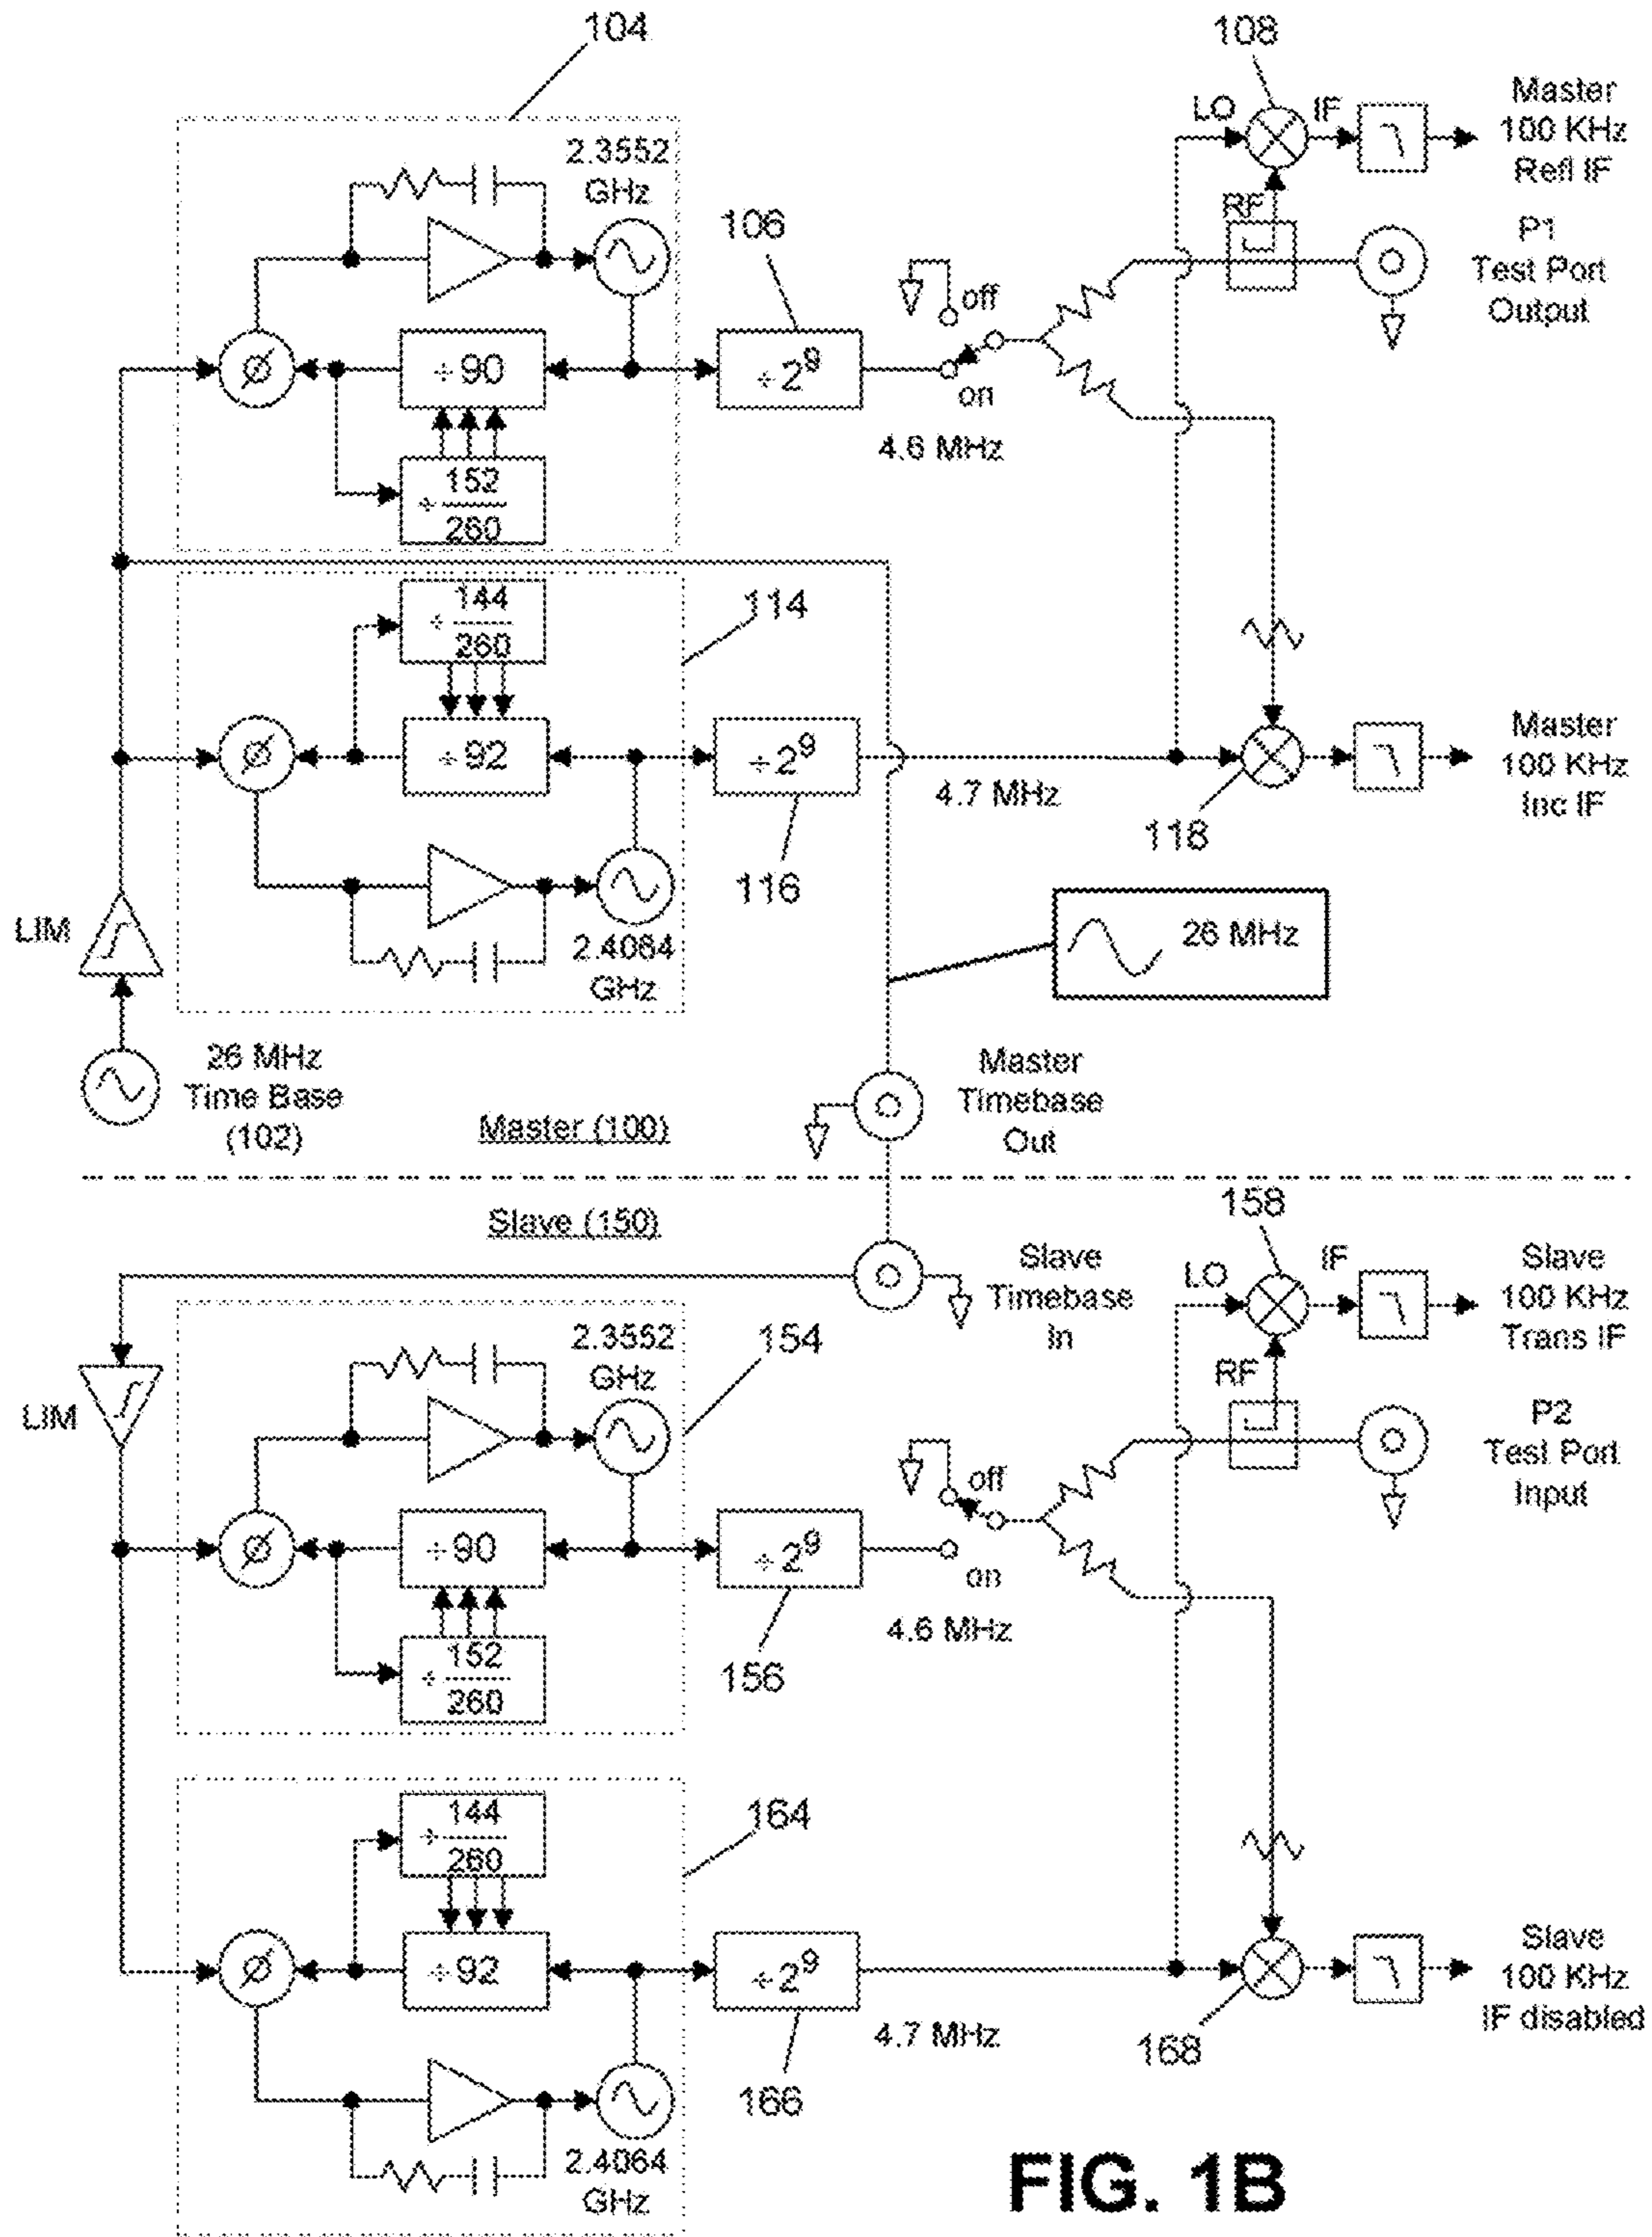 104
108
LO
IF
Master
100 KHz
Refl IF
2.3552
GHz
RF
P1
Test Port
Output
106
off
÷ 90
÷ 2⁹
on
4.6 MHz
÷ 152/260
÷ 144/260
114
÷ 92
÷ 2⁹
4.7 MHz
Master
100 KHz
Inc IF
118
116
LIM
2.4064
GHz
26 MHz
26 MHz
Time Base
(102)
Master (100)
Master
Timebase
Out
Slave (150)
158
Slave
Timebase
In
LO
IF
Slave
100 KHz
Trans IF
2.3552
GHz
154
RF
LIM
P2
Test Port
Input
off
÷ 90
÷ 2⁹
on
4.6 MHz
÷ 152/260
156
÷ 144/260
164
÷ 92
÷ 2⁹
4.7 MHz
Slave
100 KHz
IF disabled
168
166
2.4064
GHz
FIG. 1B